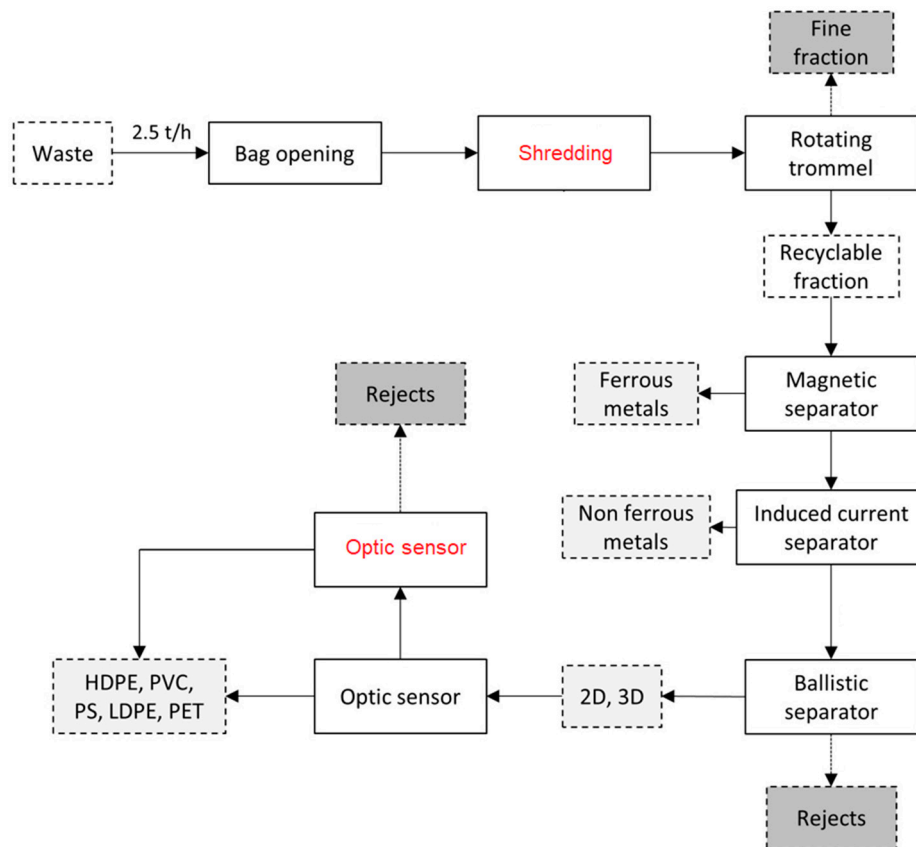 Fine
fraction
2.5 t/h
Waste
Bag opening
Shredding
Rotating
trommel
Recyclable
fraction
Ferrous
metals
Magnetic
separator
Rejects
Non ferrous
metals
Induced current
separator
Optic sensor
HDPE, PVC,
PS, LDPE, PET
Optic sensor
2D, 3D
Ballistic
separator
Rejects